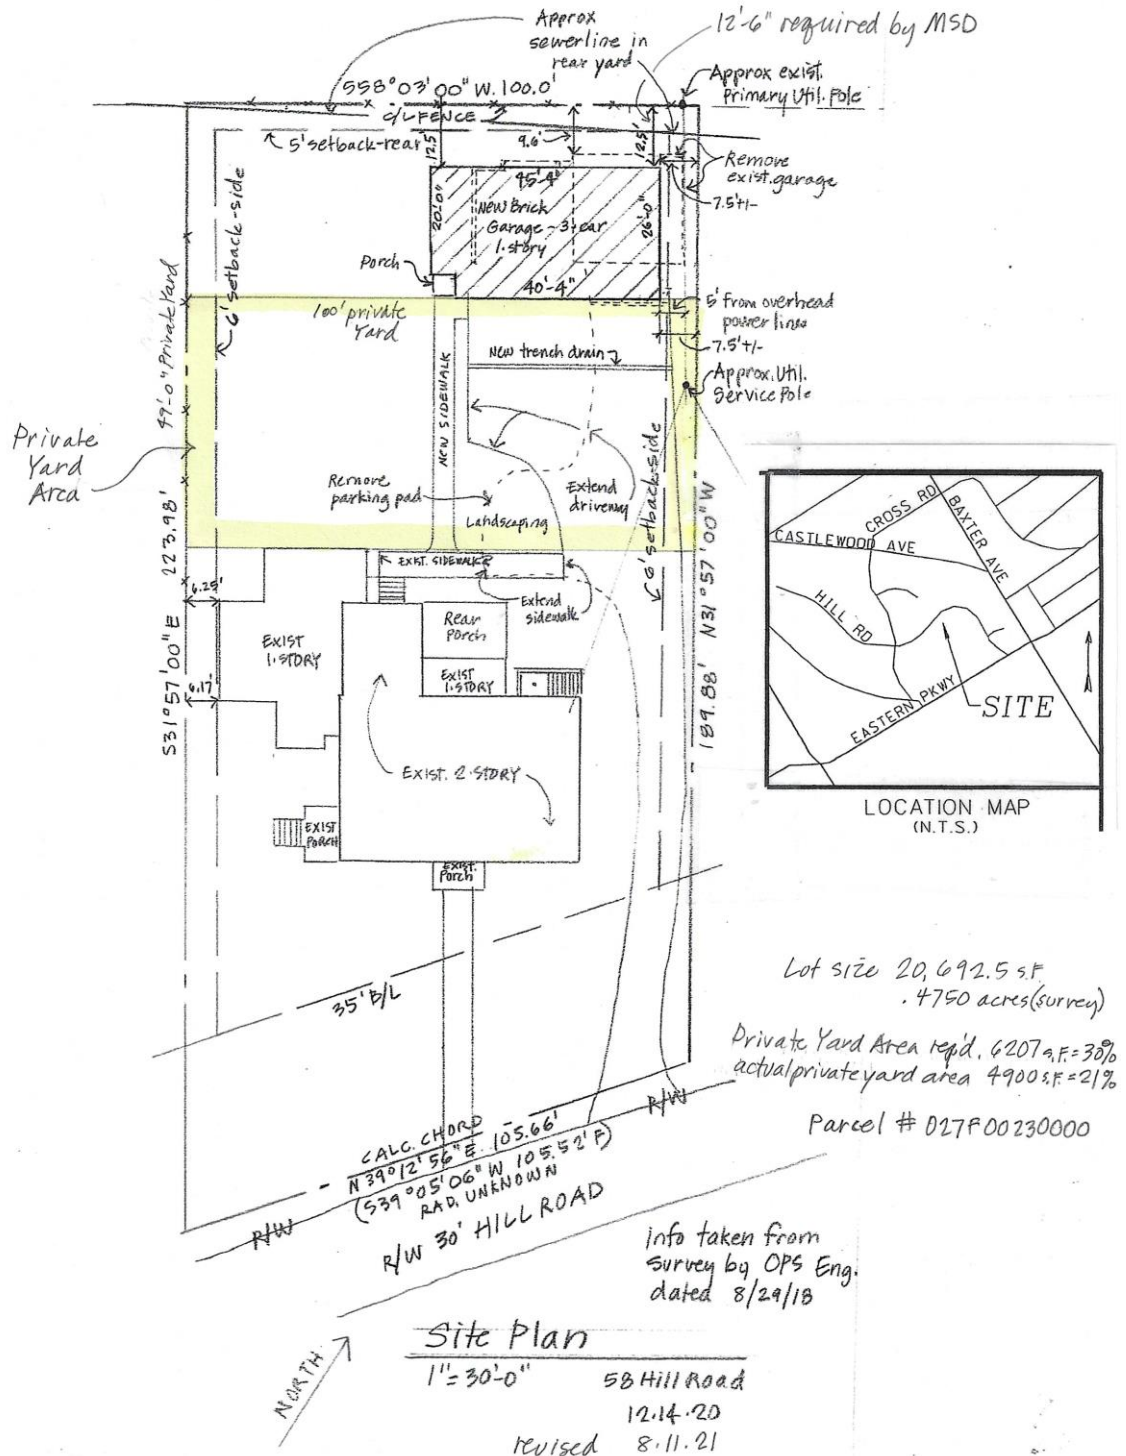 Approx
sewerline in
rear yard
12'-6" required by MSD
S58°03'00"W. 100.0'
C/L FENCE
Approx exist.
Primary Util. Pole
5' setback-rear
12.5'
9.6'
12.5'
Remove
exist. garage
7.5'+/-
45'-4"
20'-0"
New Brick
Garage - 3-car
1-story
26'-0"
Porch
40'-4"
6' setback-side
49'-0" Private Yard
100' private
Yard
5' from overhead
power lines
7.5'+/-
New trench drain
Approx. Util.
Service Pole
NEW SIDEWALK
Private
Yard
Area
Remove
parking pad
Landscaping
Extend
driveway
6' setback-side
S31°57'00"E 223.98'
189.88' N31°57'00"W
EXIST. SIDEWALK
6.25'
Extend
sidewalk
EXIST
1-STORY
Rear
Porch
EXIST
1-STORY
6.17'
EXIST. 2-STORY
EXIST
PORCH
EXIST.
Porch
35' B/L
CROSS RD
BAXTER AVE
CASTLEWOOD AVE
HILL RD
EASTERN PKWY
SITE
LOCATION MAP
(N.T.S.)
Lot size 20,692.5 s.f.
.4750 acres (survey)
Private Yard Area req'd. 6207 s.f. = 30%
actual private yard area 4900 s.f. = 21%
Parcel # 027F00230000
CALC. CHORD
N39°12'56"E 105.66'
(S39°05'06"W 105.52'F)
RAD. UNKNOWN
R/W
R/W
R/W 30' HILL ROAD
info taken from
survey by OPS Eng.
dated 8/29/18
Site Plan
1"=30'-0"
58 Hill Road
12.14.20
revised 8.11.21
NORTH